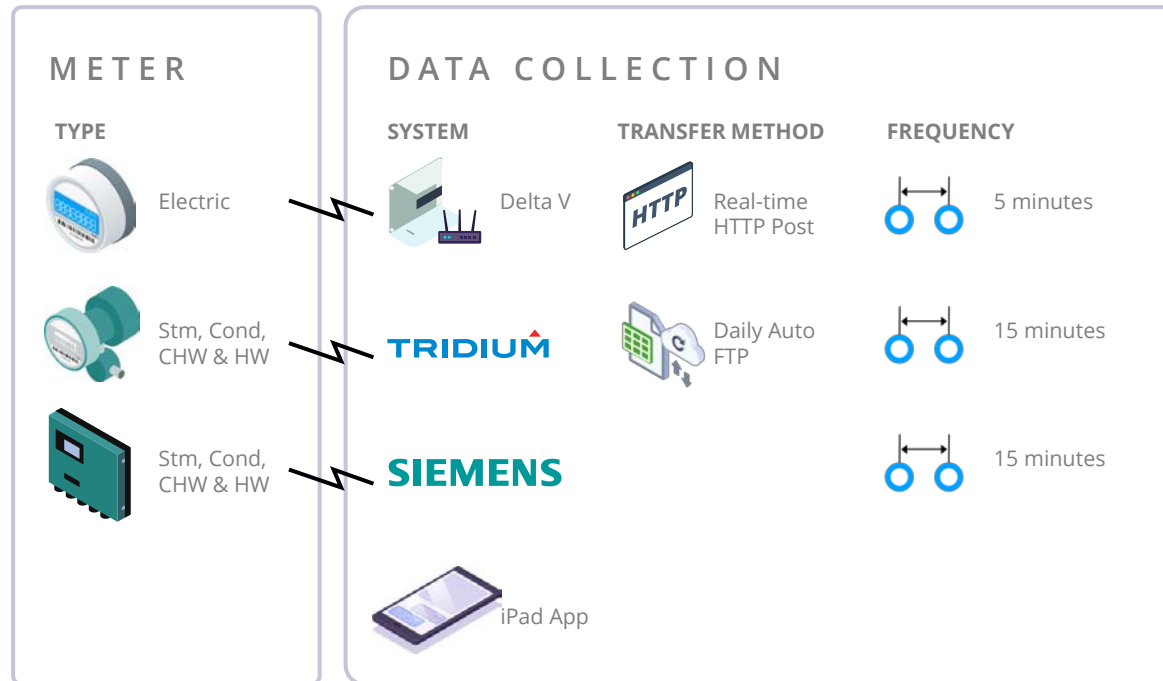 METER
DATA COLLECTION
TYPE
SYSTEM
TRANSFER METHOD
FREQUENCY
Electric
Delta V
HTTP
Real-time
HTTP Post
5 minutes
Stm, Cond,
CHW & HW
TRIDIUM
Daily Auto
FTP
15 minutes
Stm, Cond,
CHW & HW
SIEMENS
15 minutes
iPad App